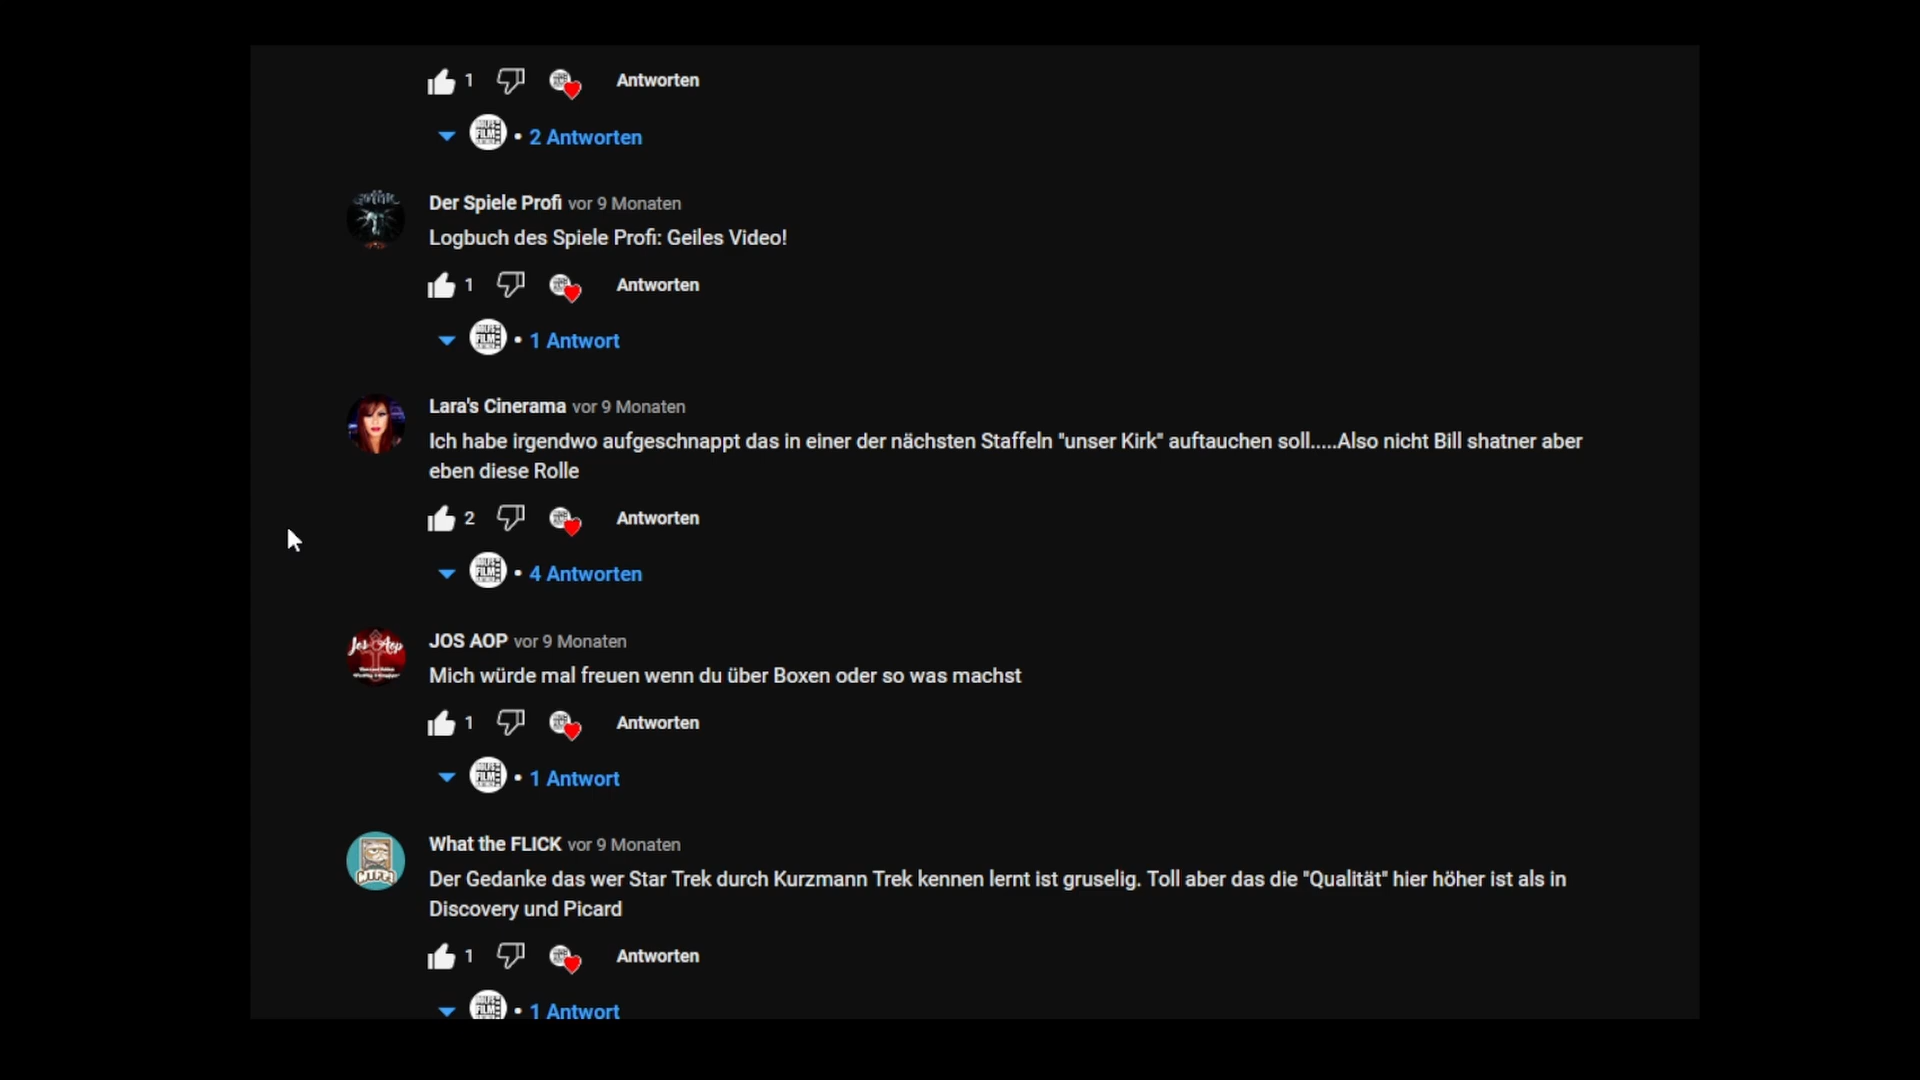 1 Antworten
• 2 Antworten
Der Spiele Profi vor 9 Monaten
Logbuch des Spiele Profi: Geiles Video!
1 Antworten
• 1 Antwort
Lara's Cinerama vor 9 Monaten
Ich habe irgendwo aufgeschnappt das in einer der nächsten Staffeln "unser Kirk" auftauchen soll.....Also nicht Bill shatner aber
eben diese Rolle
2 Antworten
• 4 Antworten
JOS AOP vor 9 Monaten
Mich würde mal freuen wenn du über Boxen oder so was machst
1 Antworten
• 1 Antwort
What the FLICK vor 9 Monaten
Der Gedanke das wer Star Trek durch Kurzmann Trek kennen lernt ist gruselig. Toll aber das die "Qualität" hier höher ist als in
Discovery und Picard
1 Antworten
• 1 Antwort